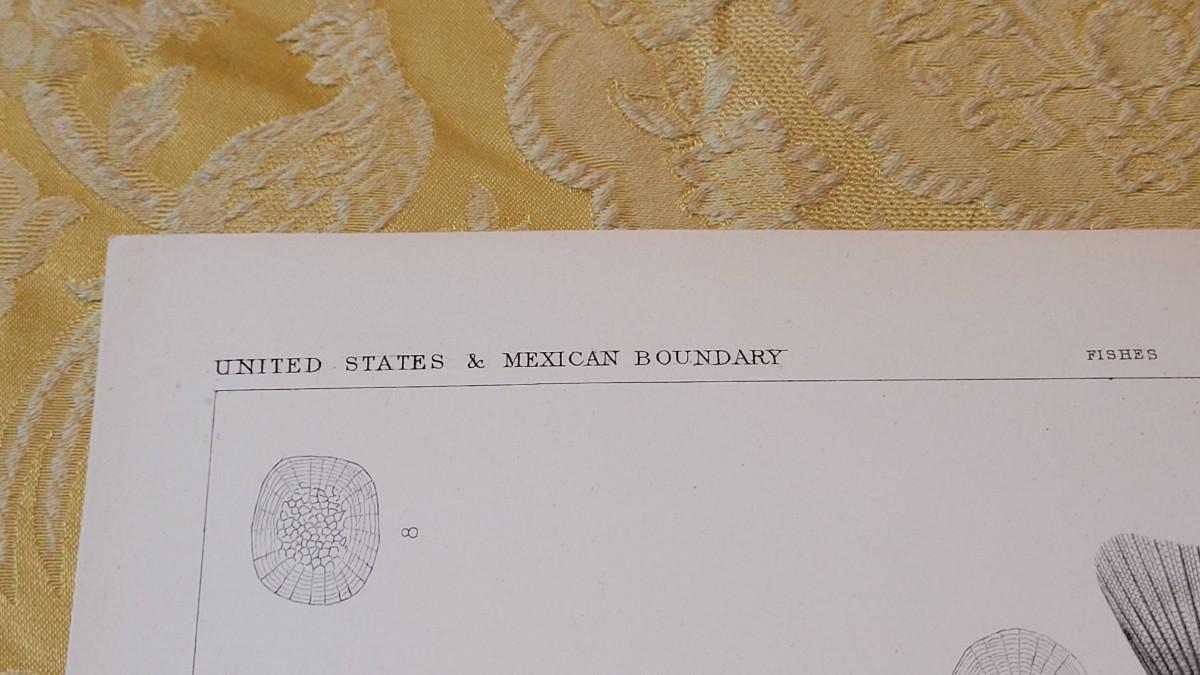 UNITED STATES & MEXICAN BOUNDARY
FISHES
8